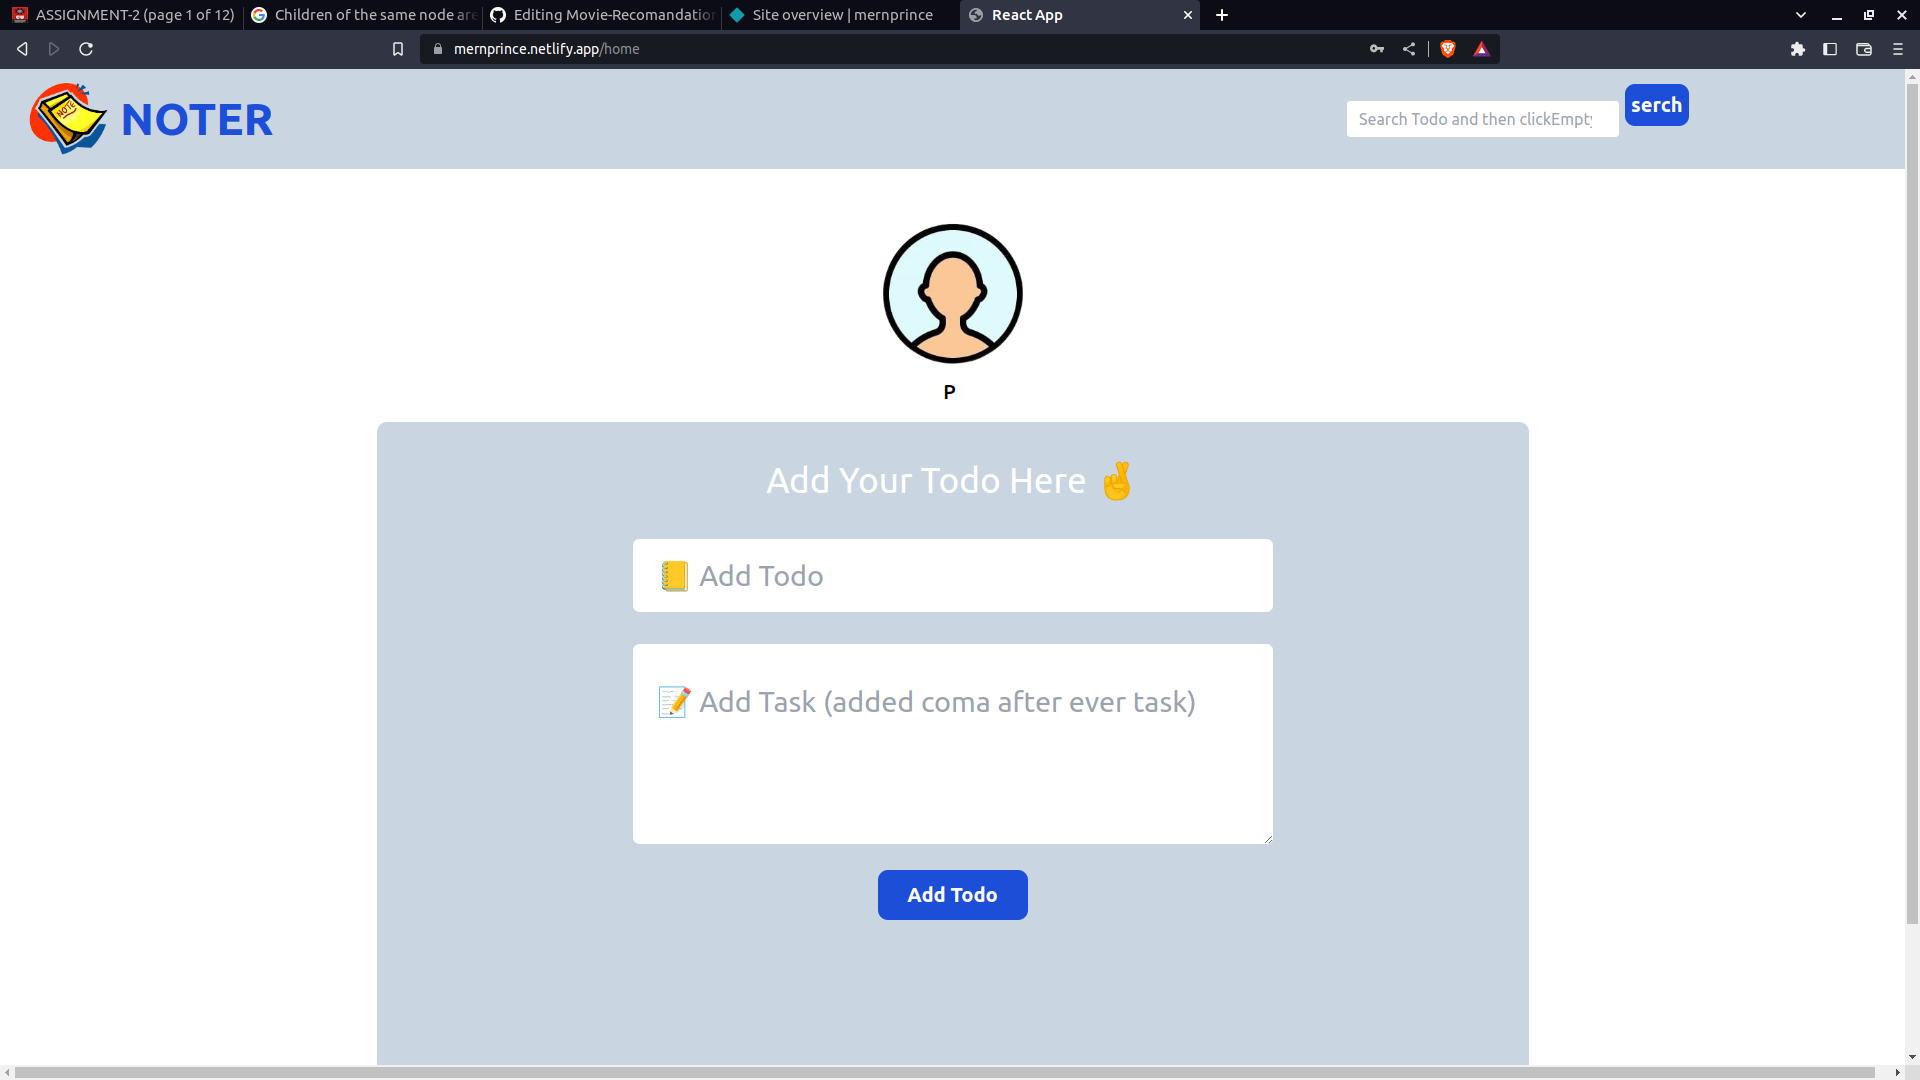 ASSIGNMENT-2 (page 1 of 12)
Children of the same node are
Editing Movie-Recomandation
Site overview | mernprince
React App
mernprince.netlify.app/home
NOTE
NOTER
Search Todo and then clickEmpty
serch
P
Add Your Todo Here 🤞
📒 Add Todo
📝 Add Task (added coma after ever task)
Add Todo